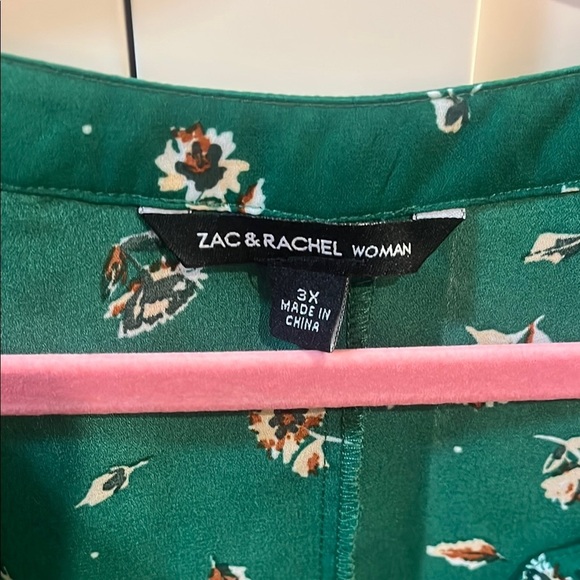 ZAC & RACHEL WOMAN
3X
MADE IN
CHINA